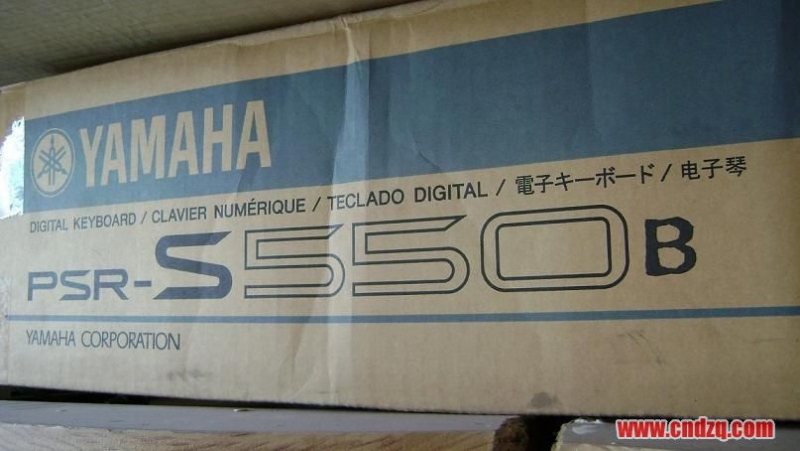 YAMAHA
DIGITAL KEYBOARD / CLAVIER NUMÉRIQUE / TECLADO DIGITAL / 電子キーボード / 电子琴
PSR-S550B
YAMAHA CORPORATION
www.cndzq.com